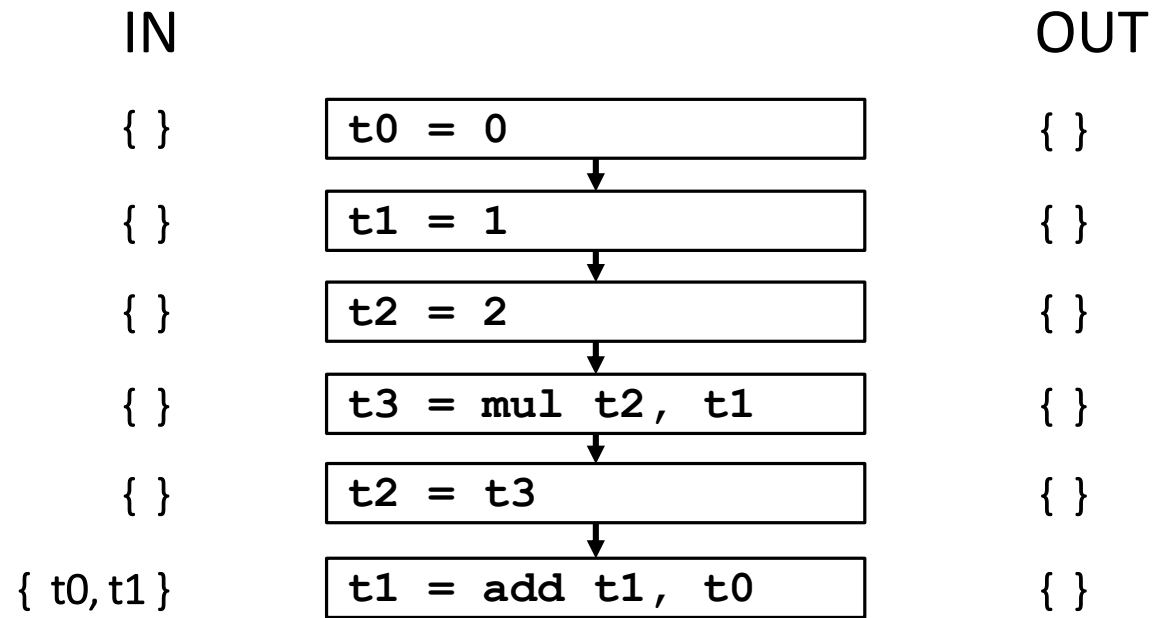 IN OUT
{ } t0 = 0 { }
{ } t1 = 1 { }
{ } t2 = 2 { }
{ } t3 = mul t2, t1 { }
{ } t2 = t3 { }
{ t0, t1 } t1 = add t1, t0 { }